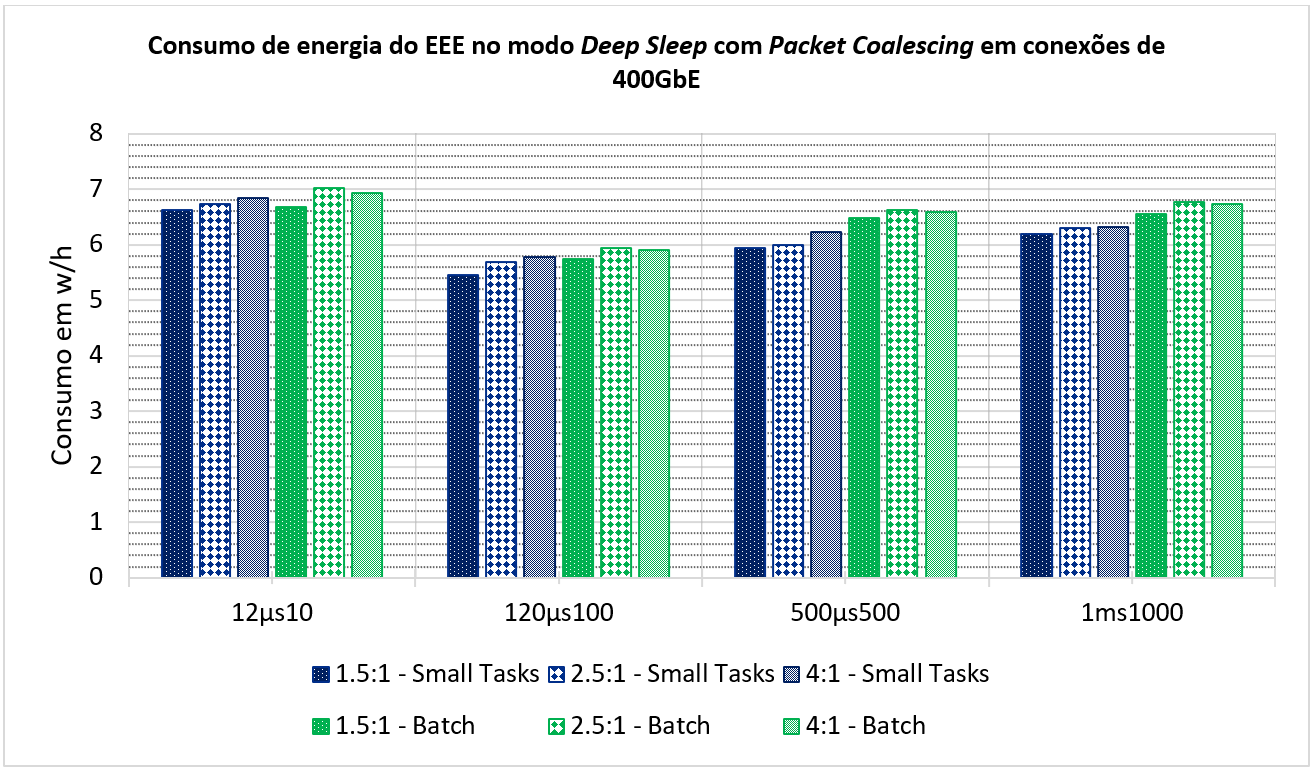 Consumo de energia do EEE no modo Deep Sleep com Packet Coalescing em conexões de
400GbE
8
7
6
5
4
3
2
1
0
Consumo em w/h
12µs10 120µs100 500µs500 1ms1000
1.5:1 - Small Tasks 2.5:1 - Small Tasks 4:1 - Small Tasks
1.5:1 - Batch 2.5:1 - Batch 4:1 - Batch